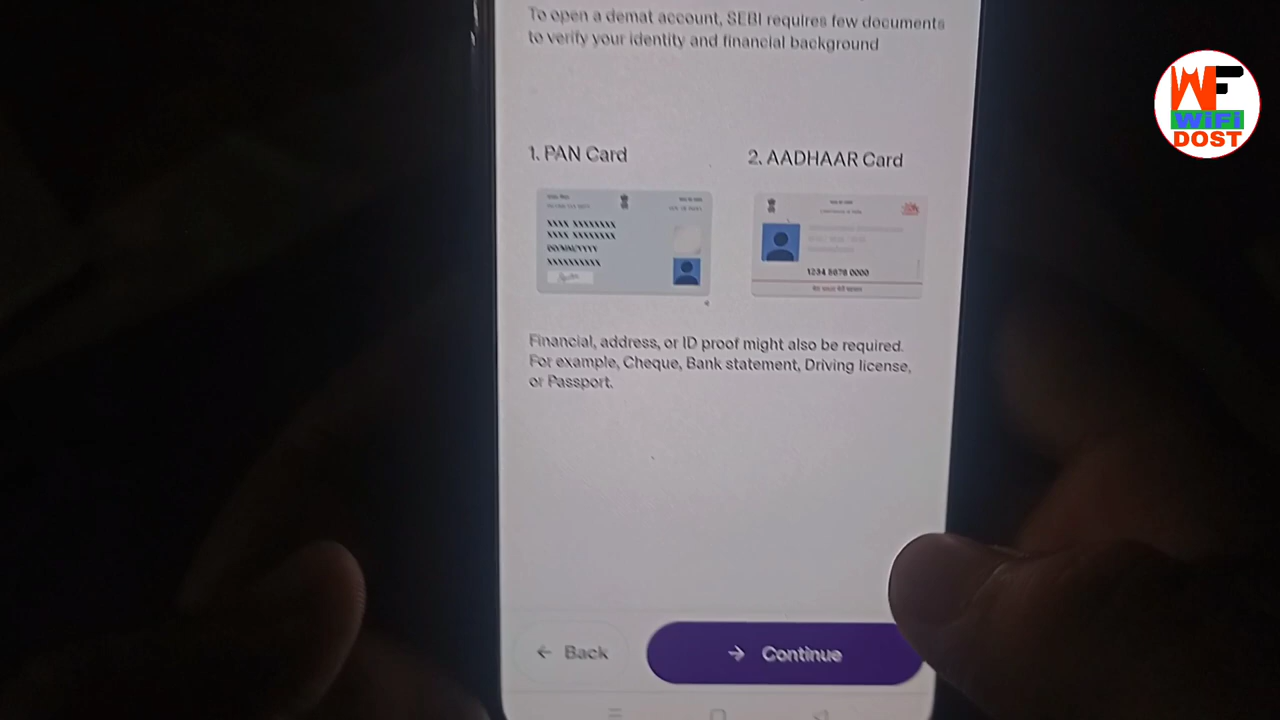 To open a demat account, SEBI requires few documents
to verify your identity and financial background
1. PAN Card
2. AADHAAR Card
XXXX XXXXXXXX
XXXX XXXXXXXX
DD/MM/YYYY
XXXXXXXXXX
1234 5678 0000
Financial, address, or ID proof might also be required.
For example, Cheque, Bank statement, Driving license,
or Passport.
← Back
→ Continue
WF
WiFi
DOST